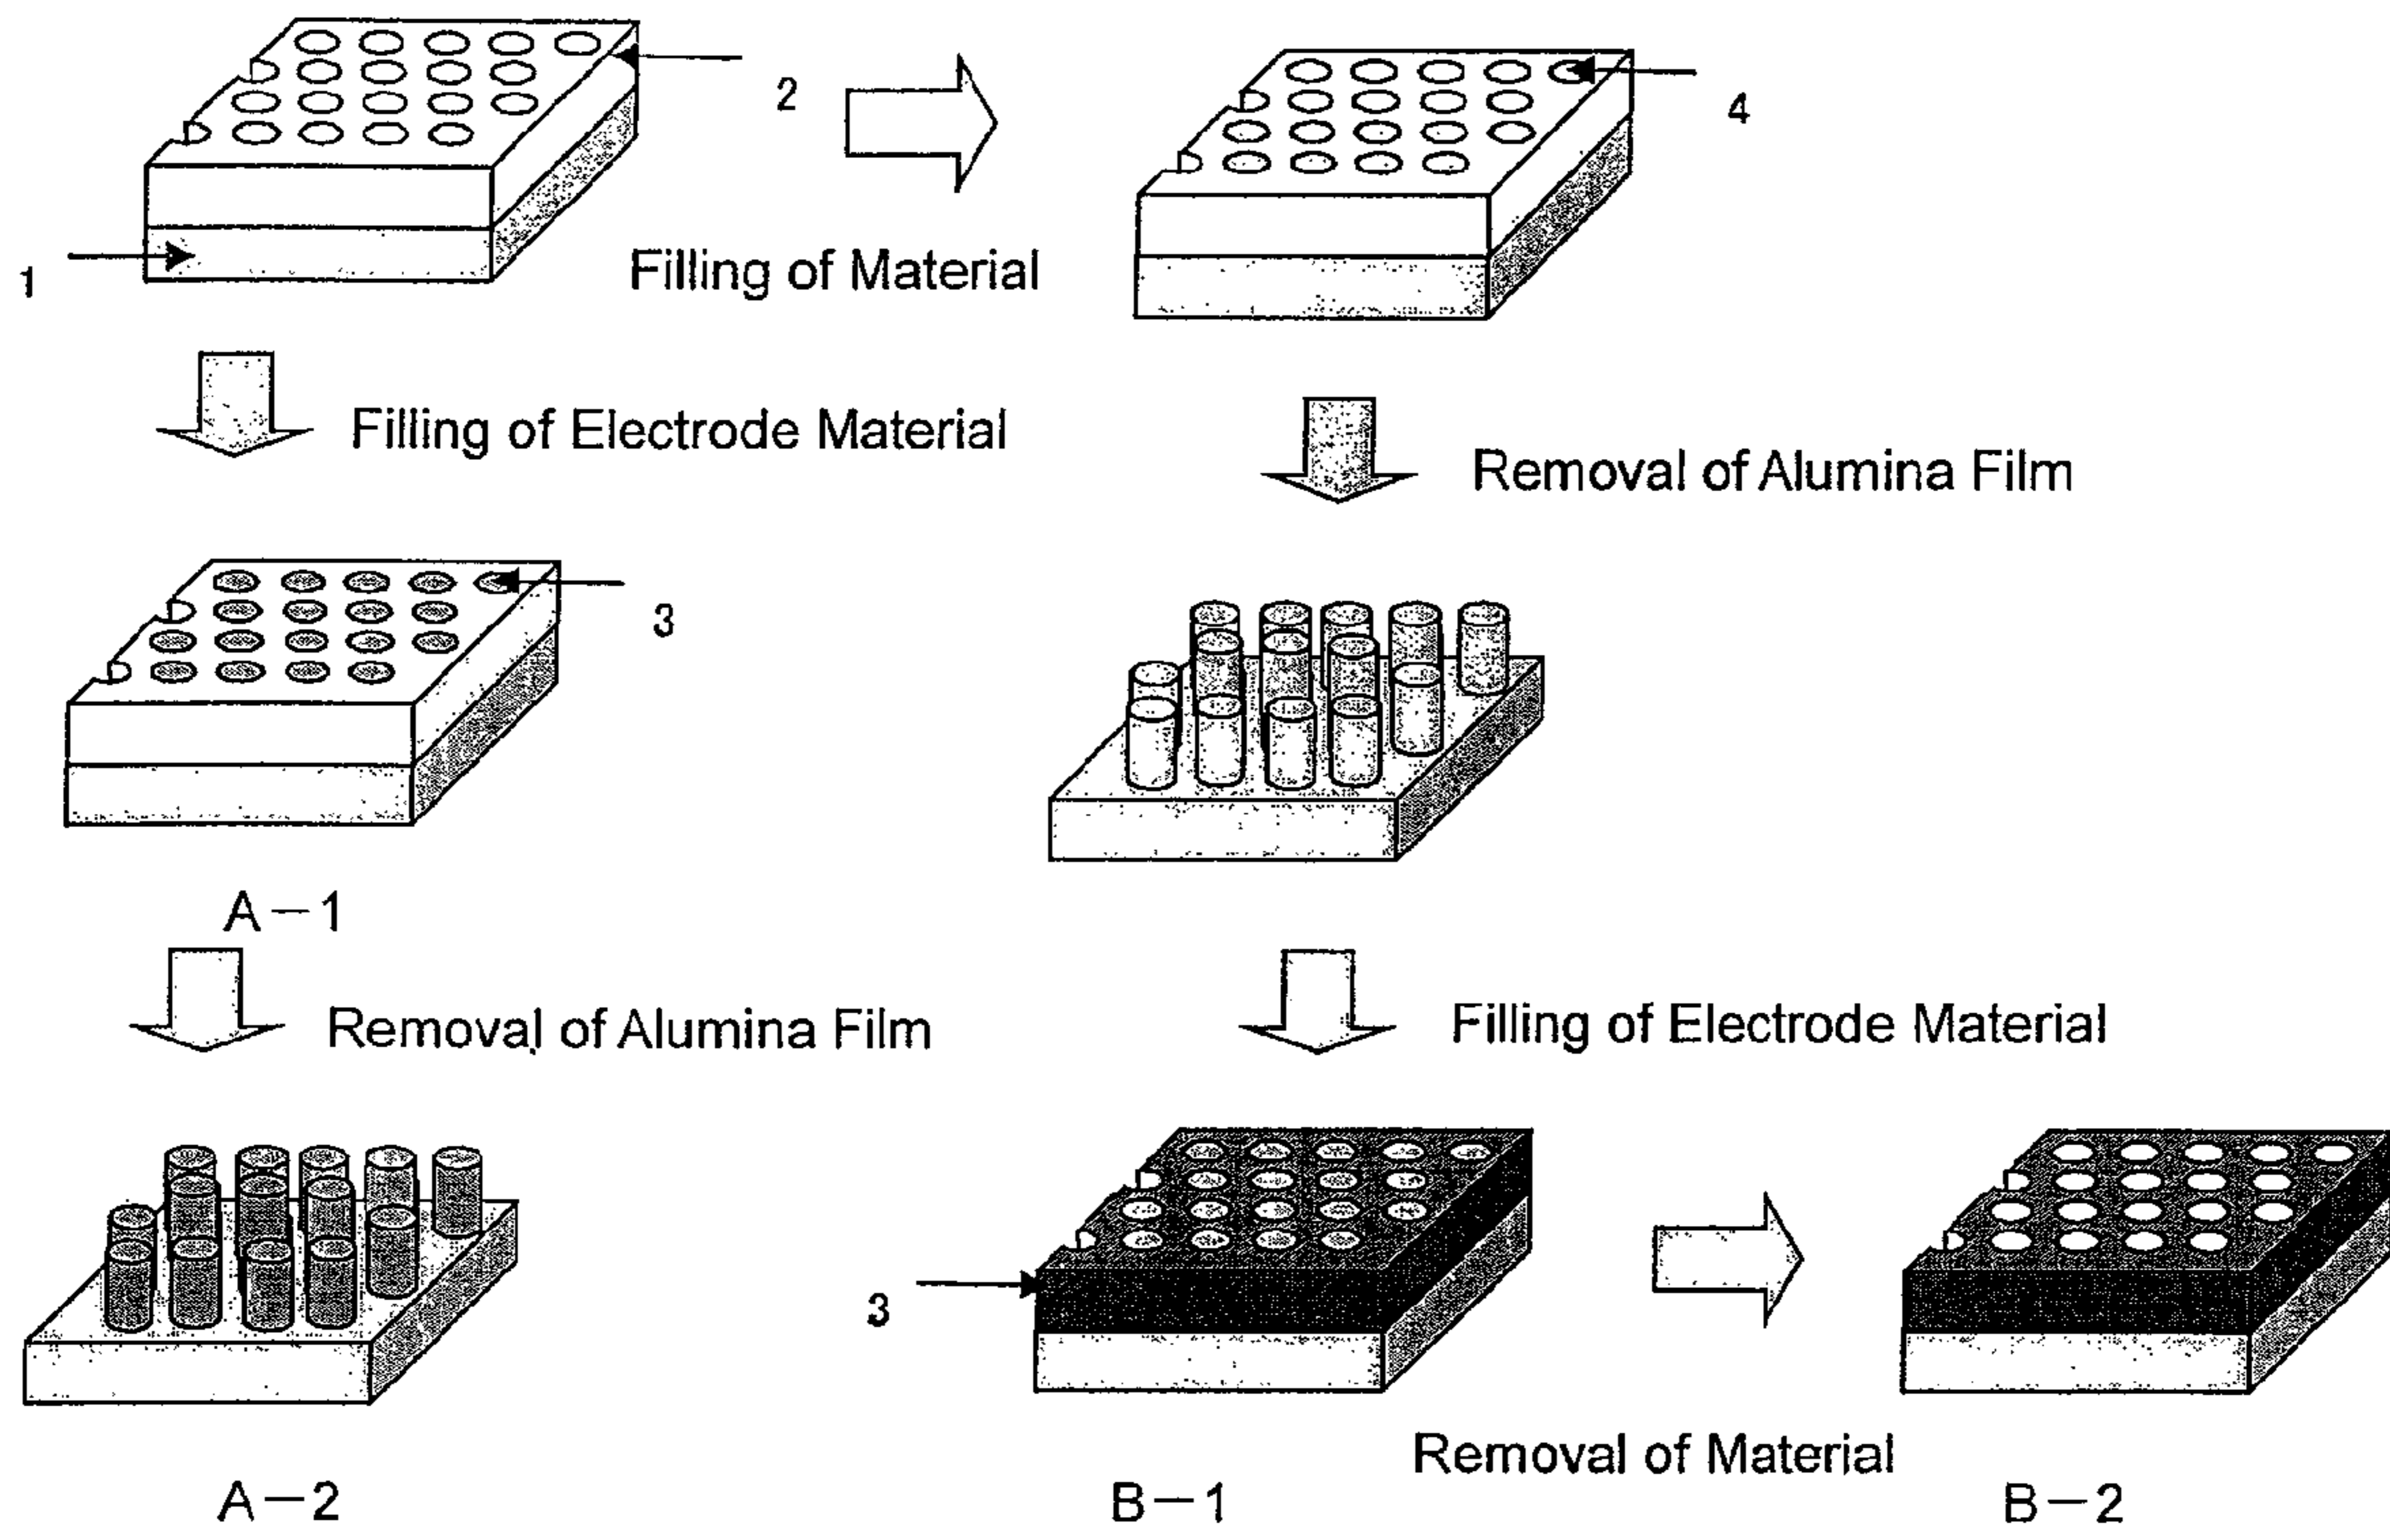 2
4
1
Filling of Material
Filling of Electrode Material
Removal of Alumina Film
3
A－1
Removal of Alumina Film
Filling of Electrode Material
3
Removal of Material
A－2
B－1
B－2